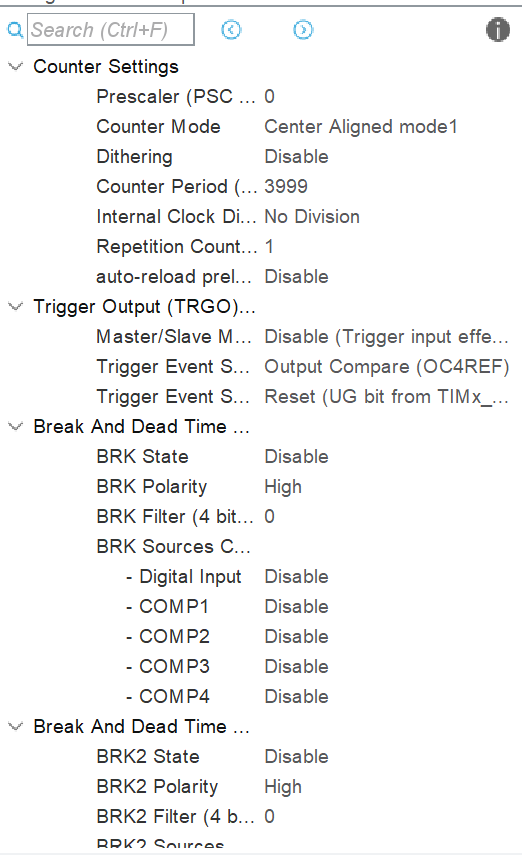 Search (Ctrl+F)
Counter Settings
Prescaler (PSC ... 0
Counter Mode Center Aligned mode1
Dithering Disable
Counter Period (... 3999
Internal Clock Di... No Division
Repetition Count... 1
auto-reload prel... Disable
Trigger Output (TRGO)...
Master/Slave M... Disable (Trigger input effe...
Trigger Event S... Output Compare (OC4REF)
Trigger Event S... Reset (UG bit from TIMx_...
Break And Dead Time ...
BRK State Disable
BRK Polarity High
BRK Filter (4 bit... 0
BRK Sources C...
- Digital Input Disable
- COMP1 Disable
- COMP2 Disable
- COMP3 Disable
- COMP4 Disable
Break And Dead Time ...
BRK2 State Disable
BRK2 Polarity High
BRK2 Filter (4 b... 0
BRK2 Sources